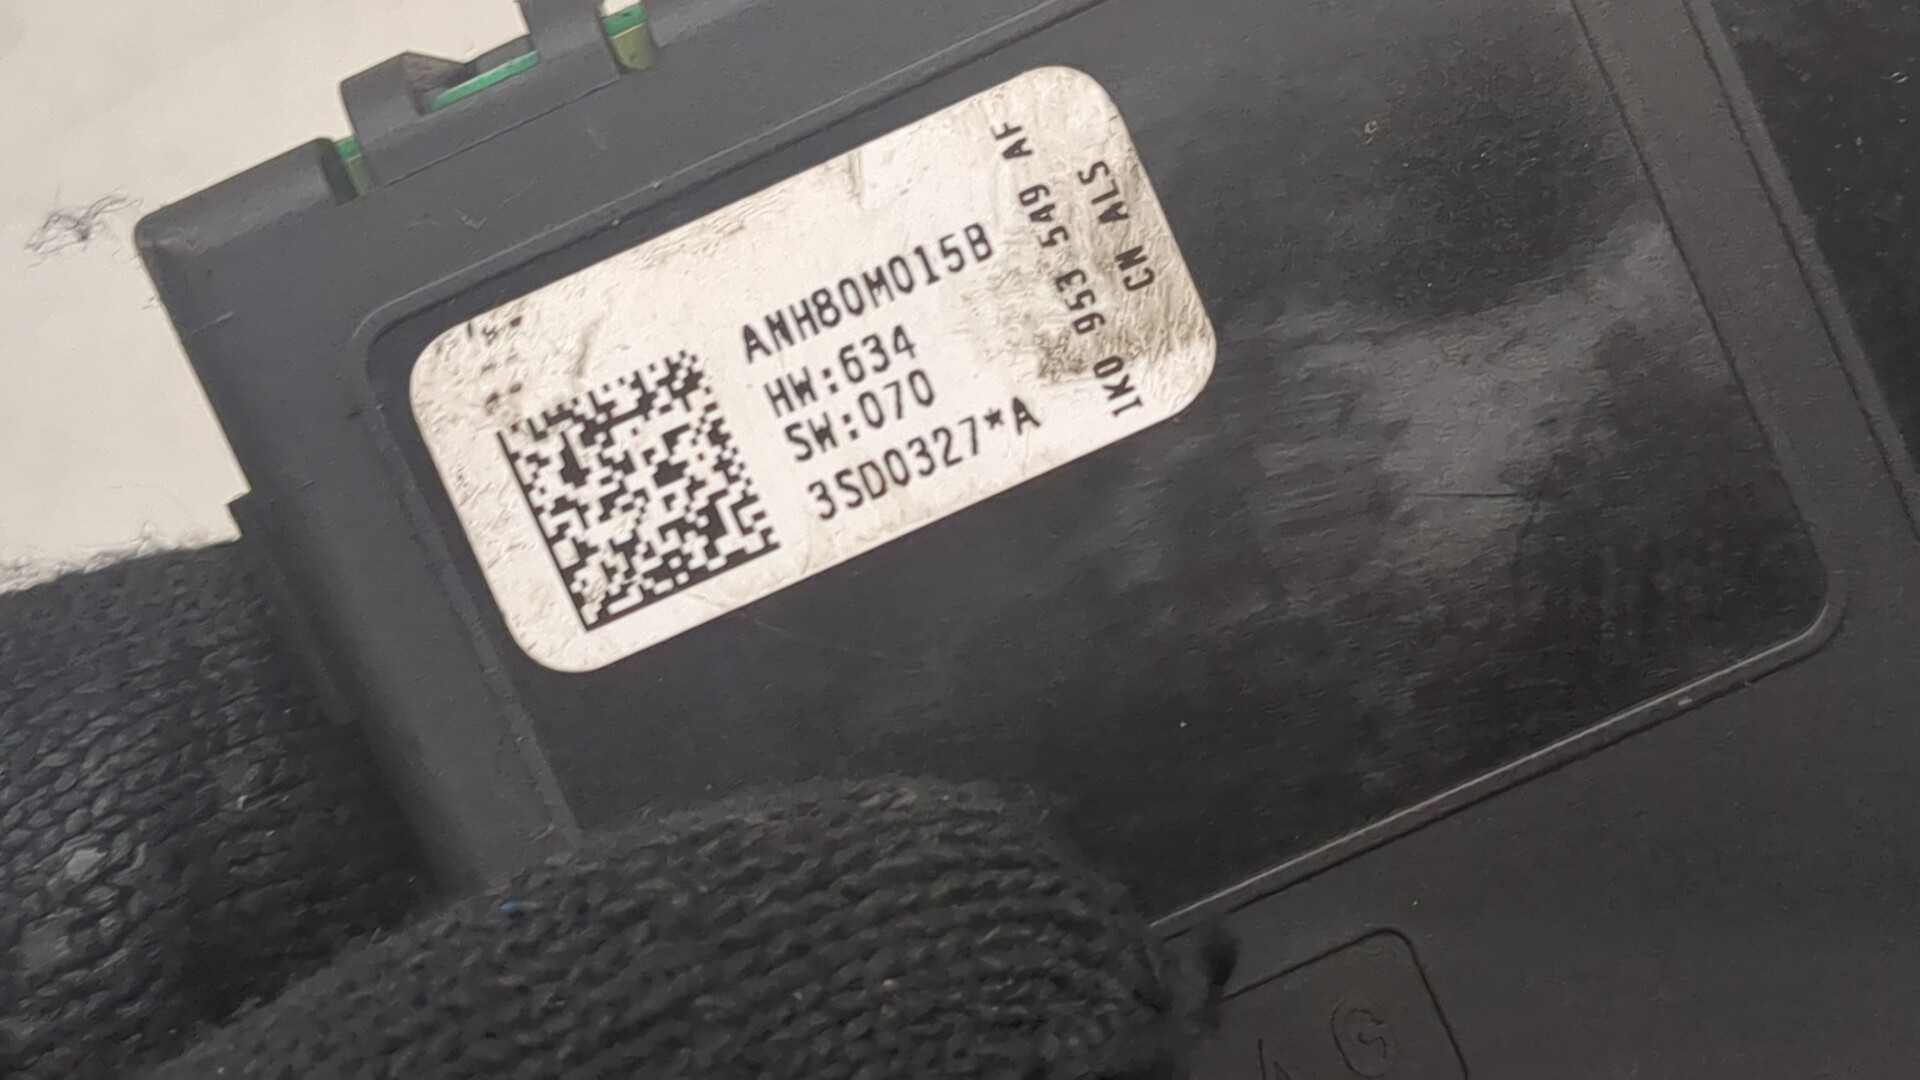 ANH80M015B
HW:634
SW:070
3SD0327*A
1K0 953 549 AF
CN ALS